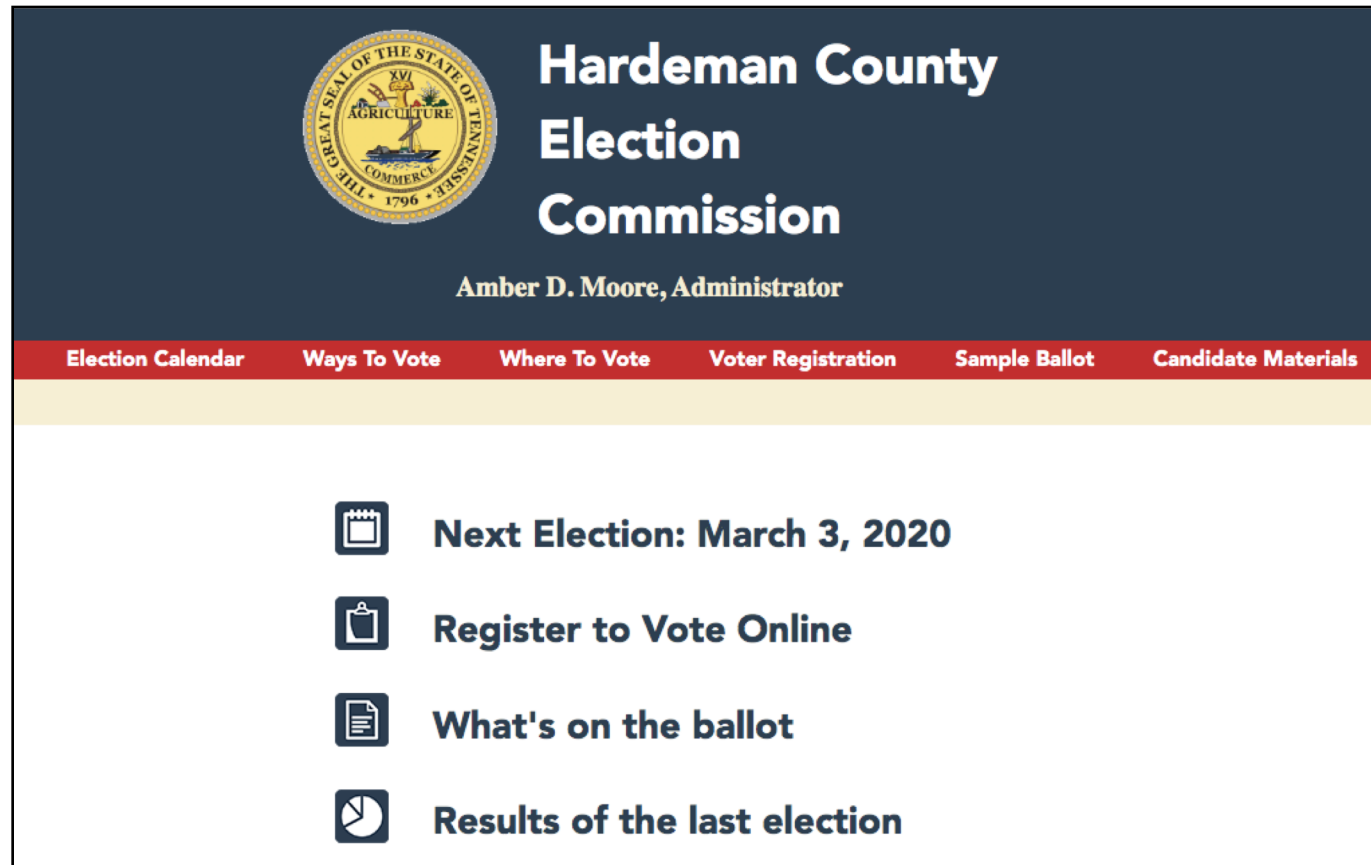 THE GREAT SEAL OF THE STATE OF TENNESSEE
XVI
AGRICULTURE
COMMERCE
1796
Hardeman County
Election
Commission
Amber D. Moore, Administrator
Election Calendar Ways To Vote Where To Vote Voter Registration Sample Ballot Candidate Materials
Next Election: March 3, 2020
Register to Vote Online
What's on the ballot
Results of the last election